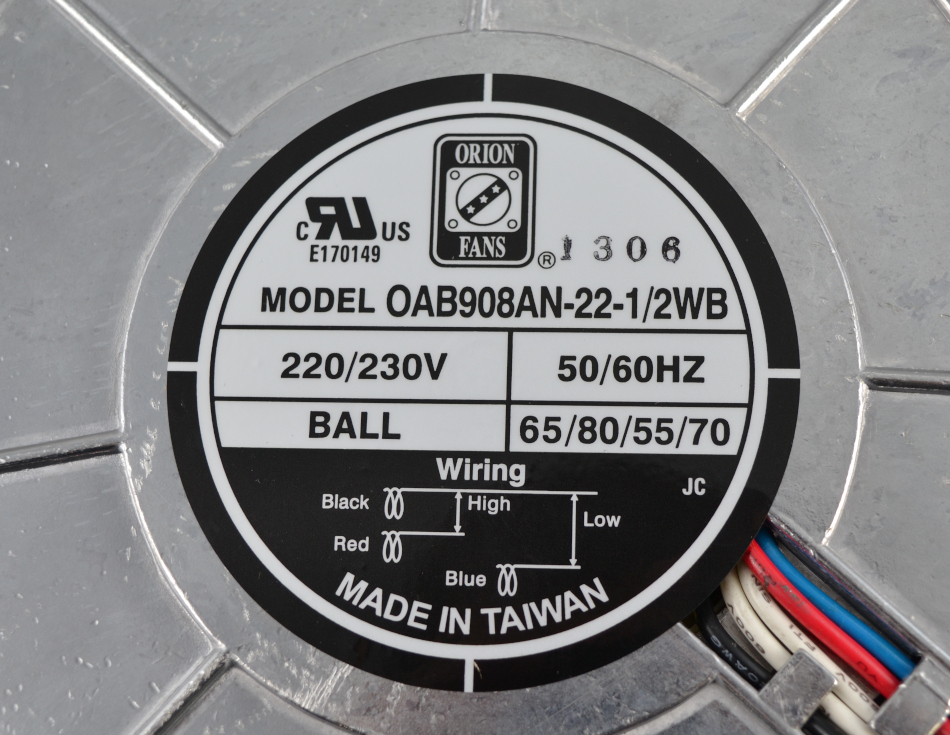 ORION
FANS
®
1306
C RU US
E170149
MODEL OAB908AN-22-1/2WB
220/230V 50/60HZ
BALL 65/80/55/70
Wiring
JC
Black High
Low
Red
Blue
MADE IN TAIWAN